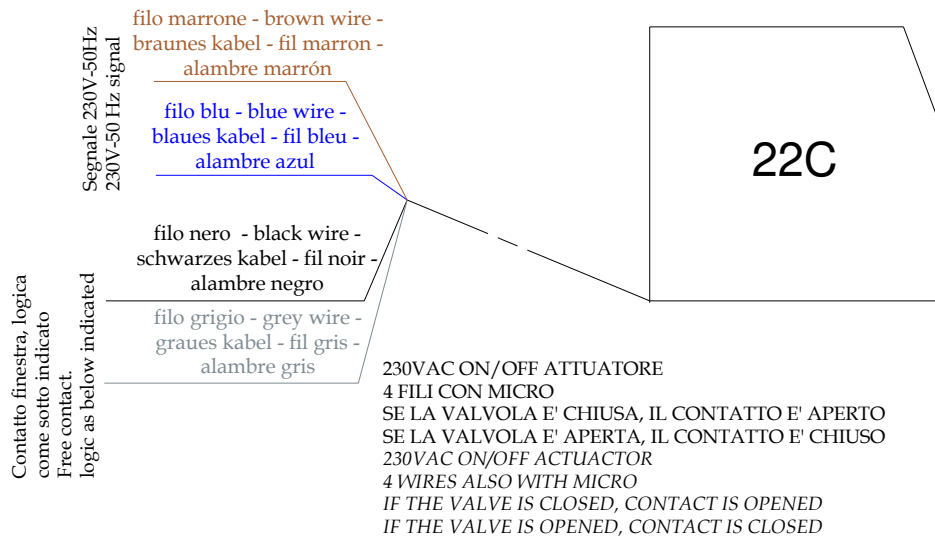 Segnale 230V-50Hz
230V-50 Hz signal
filo marrone - brown wire -
braunes kabel - fil marron -
alambre marrón
filo blu - blue wire -
blaues kabel - fil bleu -
alambre azul
22C
Contatto finestra, logica
come sotto indicato
Free contact.
logic as below indicated
filo nero - black wire -
schwarzes kabel - fil noir -
alambre negro
filo grigio - grey wire -
graues kabel - fil gris -
alambre gris
230VAC ON/OFF ATTUATORE
4 FILI CON MICRO
SE LA VALVOLA E' CHIUSA, IL CONTATTO E' APERTO
SE LA VALVOLA E' APERTA, IL CONTATTO E' CHIUSO
230VAC ON/OFF ACTUACTOR
4 WIRES ALSO WITH MICRO
IF THE VALVE IS CLOSED, CONTACT IS OPENED
IF THE VALVE IS OPENED, CONTACT IS CLOSED